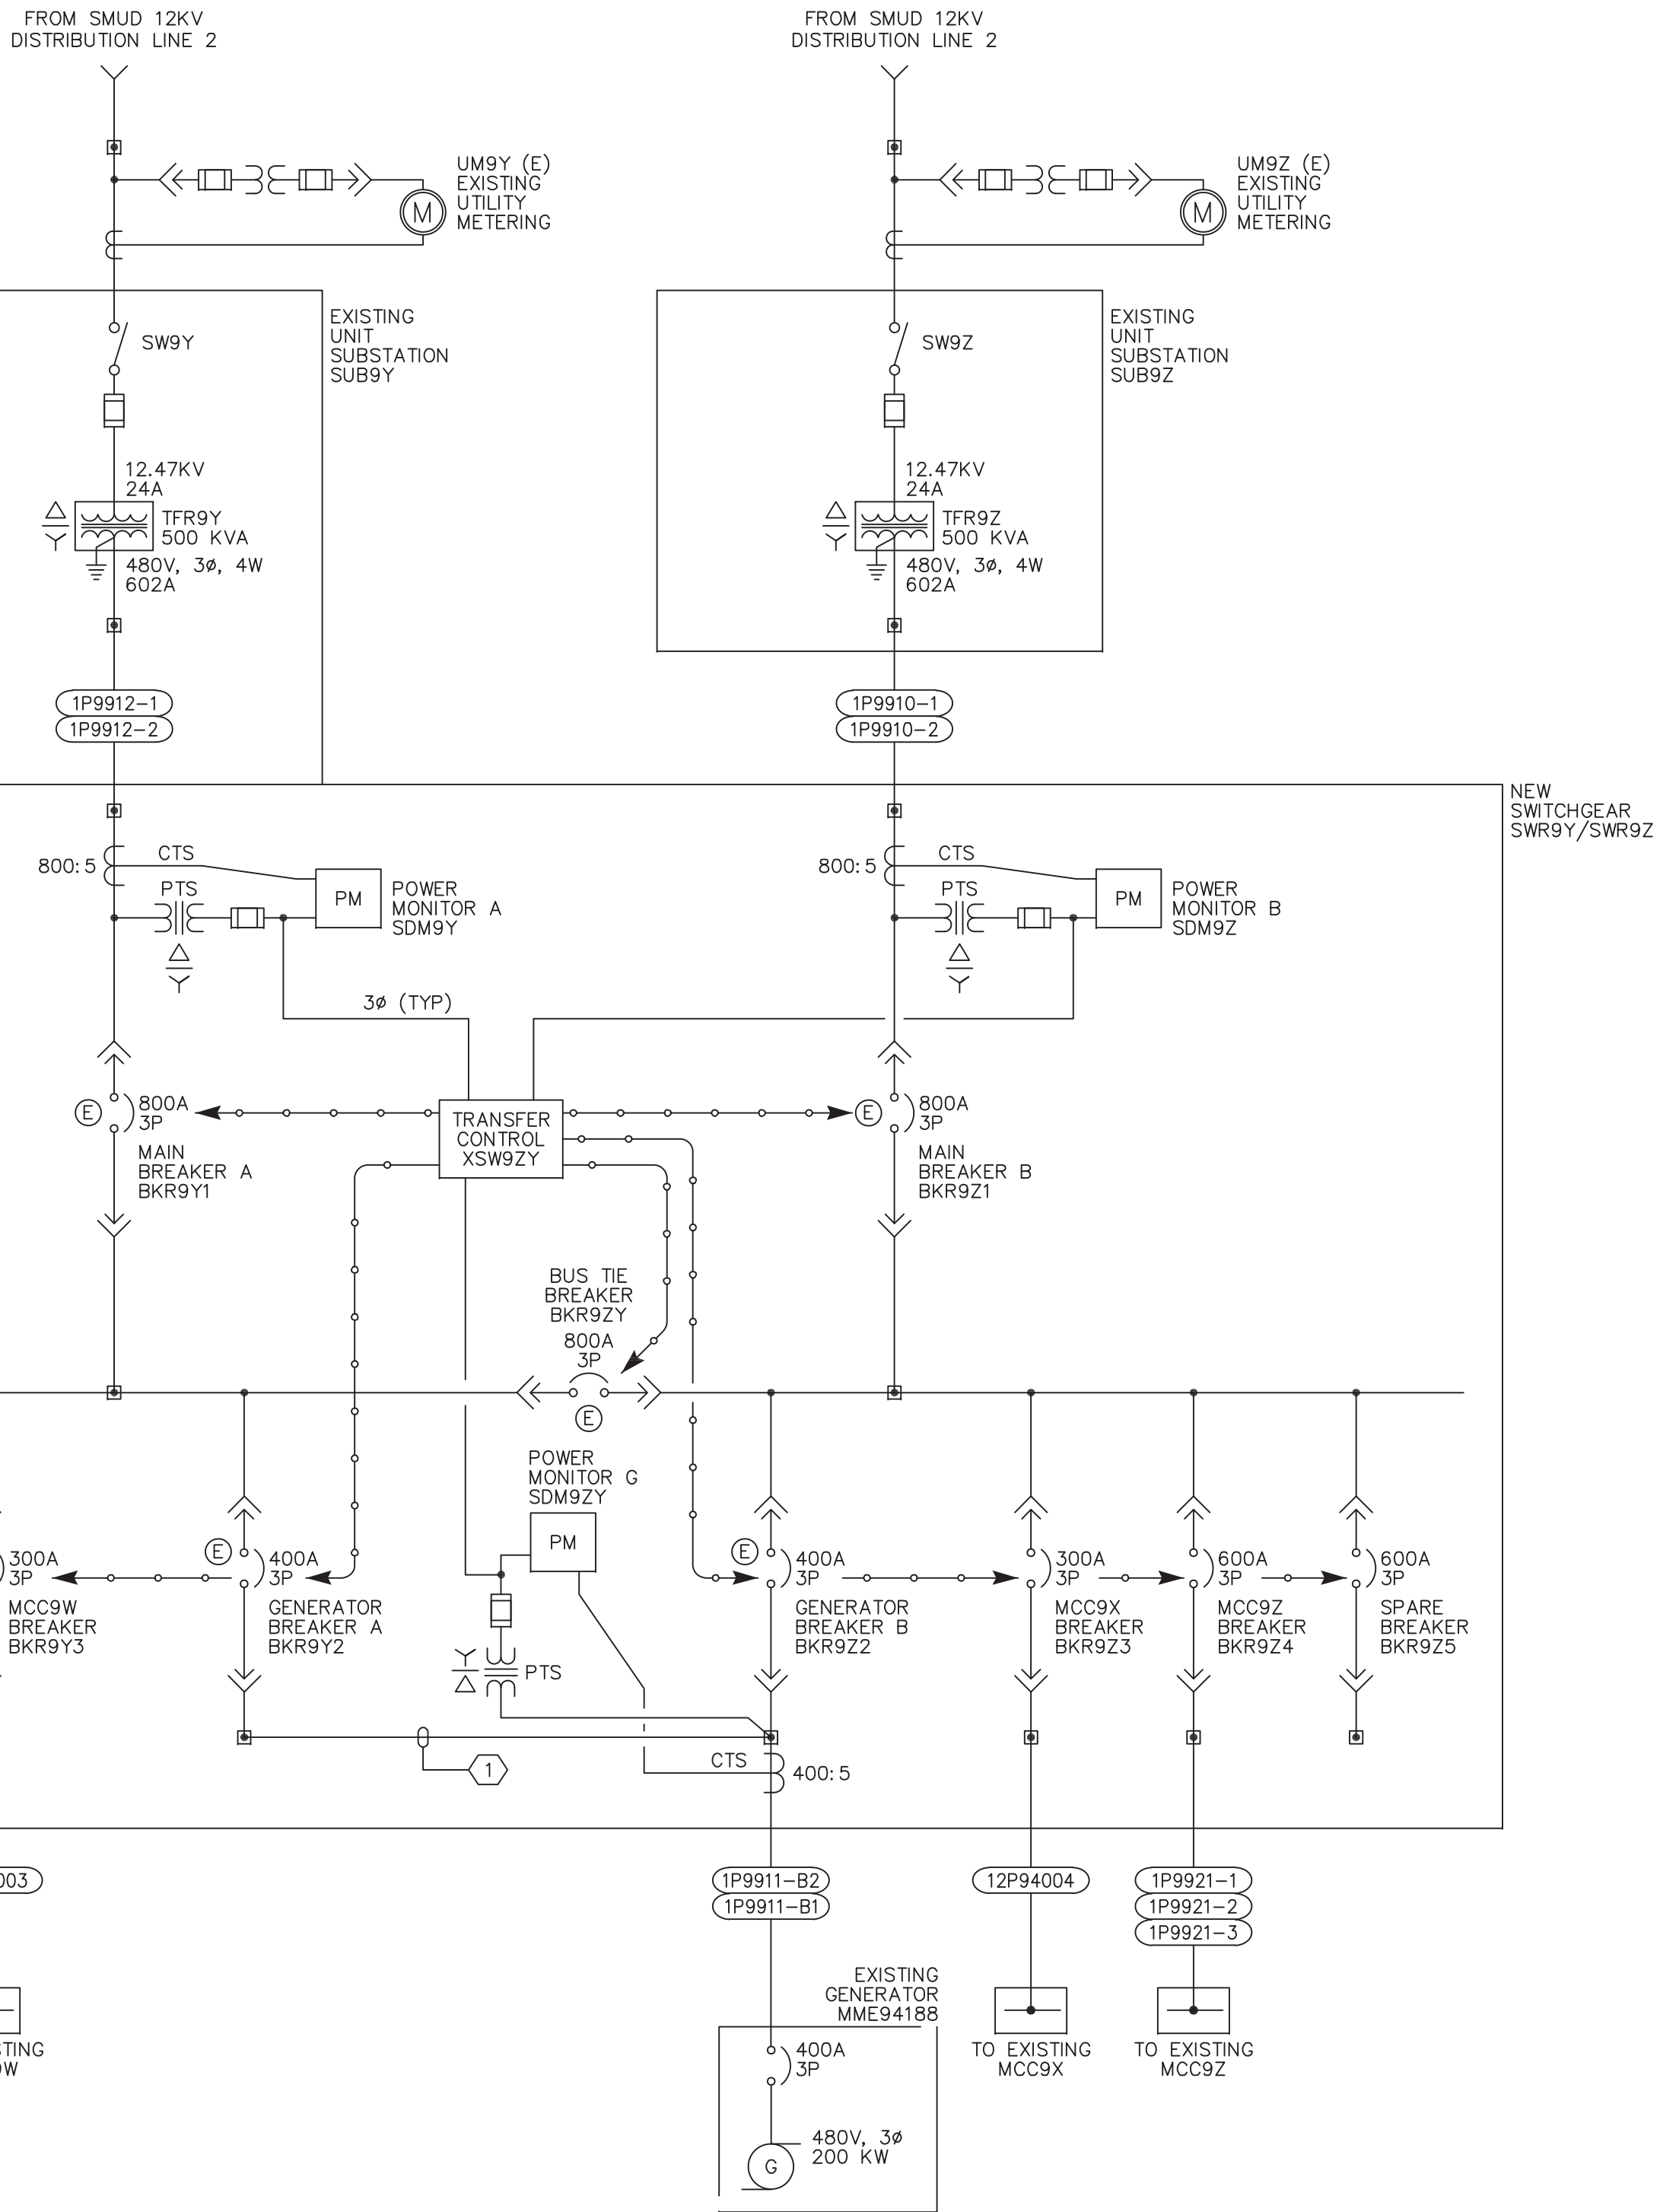 FROM SMUD 12KV
DISTRIBUTION LINE 2
FROM SMUD 12KV
DISTRIBUTION LINE 2
UM9Y (E)
EXISTING
UTILITY
METERING
M
UM9Z (E)
EXISTING
UTILITY
METERING
M
EXISTING
UNIT
SUBSTATION
SUB9Y
SW9Y
EXISTING
UNIT
SUBSTATION
SUB9Z
SW9Z
12.47KV
24A
TFR9Y
500 KVA
480V, 3ø, 4W
602A
12.47KV
24A
TFR9Z
500 KVA
480V, 3ø, 4W
602A
1P9912-1
1P9912-2
1P9910-1
1P9910-2
NEW
SWITCHGEAR
SWR9Y/SWR9Z
800:5
CTS
PTS
PM
POWER
MONITOR A
SDM9Y
800:5
CTS
PTS
PM
POWER
MONITOR B
SDM9Z
3ø (TYP)
E
800A
3P
MAIN
BREAKER A
BKR9Y1
TRANSFER
CONTROL
XSW9ZY
E
800A
3P
MAIN
BREAKER B
BKR9Z1
BUS TIE
BREAKER
BKR9ZY
800A
3P
E
POWER
MONITOR G
SDM9ZY
PM
300A
3P
MCC9W
BREAKER
BKR9Y3
E
400A
3P
GENERATOR
BREAKER A
BKR9Y2
E
400A
3P
GENERATOR
BREAKER B
BKR9Z2
300A
3P
MCC9X
BREAKER
BKR9Z3
600A
3P
MCC9Z
BREAKER
BKR9Z4
600A
3P
SPARE
BREAKER
BKR9Z5
PTS
1
CTS
400:5
003
1P9911-B2
1P9911-B1
12P94004
1P9921-1
1P9921-2
1P9921-3
EXISTING
GENERATOR
MME94188
TO EXISTING
MCC9X
TO EXISTING
MCC9Z
STING
9W
400A
3P
480V, 3ø
200 KW
G